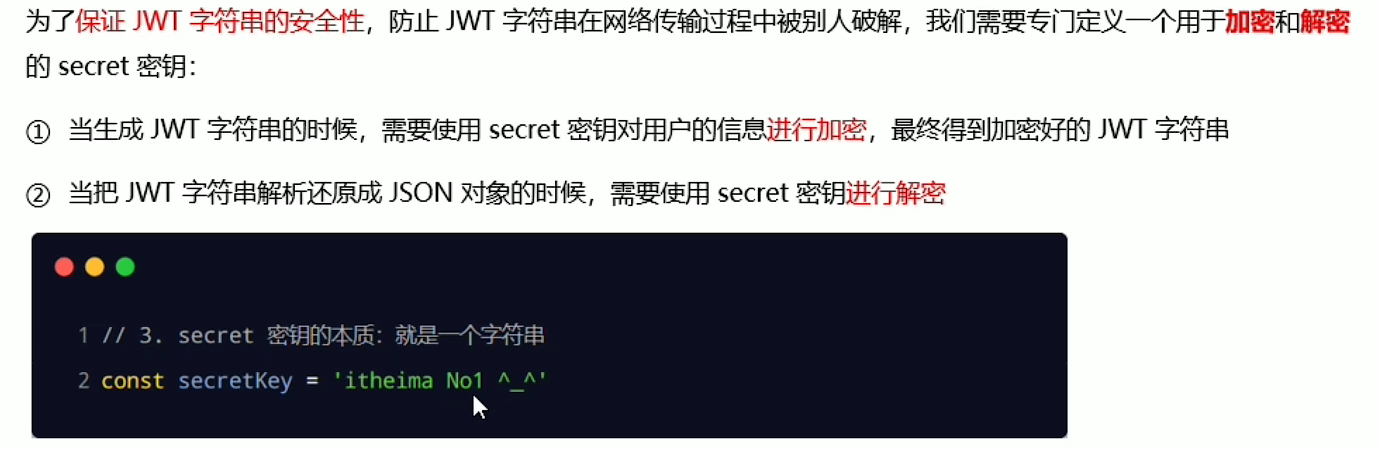 为了保证 JWT 字符串的安全性，防止 JWT 字符串在网络传输过程中被别人破解，我们需要专门定义一个用于加密和解密
的 secret 密钥：
① 当生成 JWT 字符串的时候，需要使用 secret 密钥对用户的信息进行加密，最终得到加密好的 JWT 字符串
② 当把 JWT 字符串解析还原成 JSON 对象的时候，需要使用 secret 密钥进行解密
1 // 3. secret 密钥的本质：就是一个字符串
2 const secretKey = 'itheima No1 ^_^'